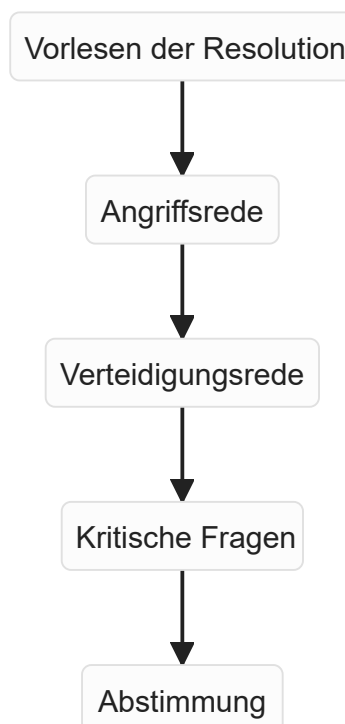 Vorlesen der Resolution
Angriffsrede
Verteidigungsrede
Kritische Fragen
Abstimmung